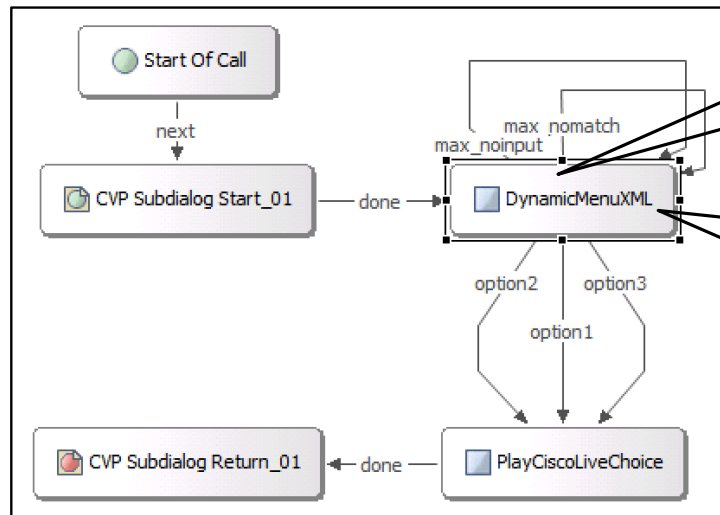 Start Of Call
next
max_nomatch
max_noinput
CVP Subdialog Start_01
done
DynamicMenuXML
option2
option3
option1
CVP Subdialog Return_01
done
PlayCiscoLiveChoice